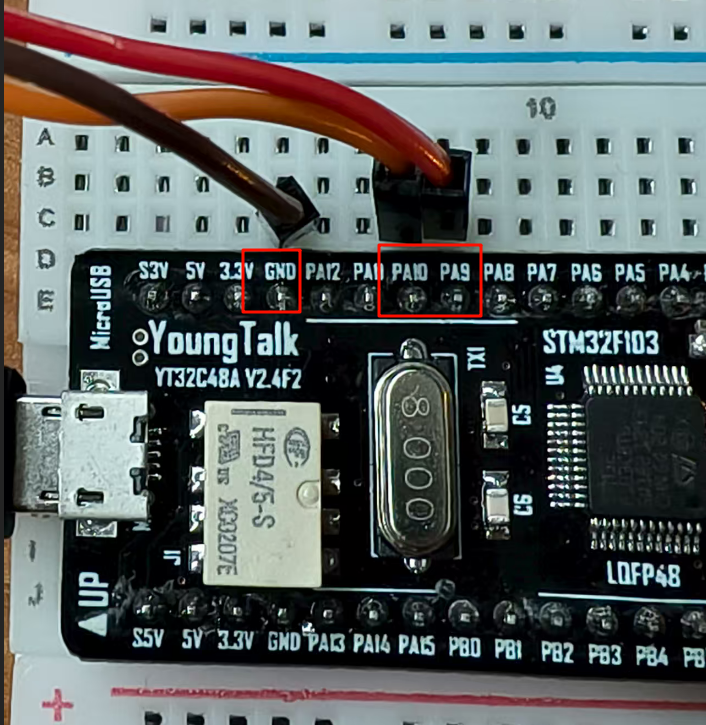 10
A
B
C
D
E
S3V 5V 3.3V GND PA12 PA11 PA10 PA9 PA8 PA7 PA6 PA5 PA4
MicroUSB
YoungTalk
YT32C48A V2.4F2
STM32F103
TX1
U4
HFD4/5-S
8.000
C5
C6
J1
LQFP48
UP
S5V 5V 3.3V GND PA13 PA14 PA15 PB0 PB1 PB2 PB3 PB4
+